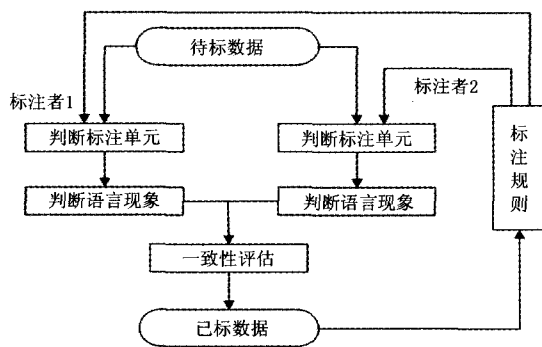 待标数据
标注者1
标注者2
判断标注单元
判断标注单元
标注规则
判断语言现象
判断语言现象
一致性评估
已标数据